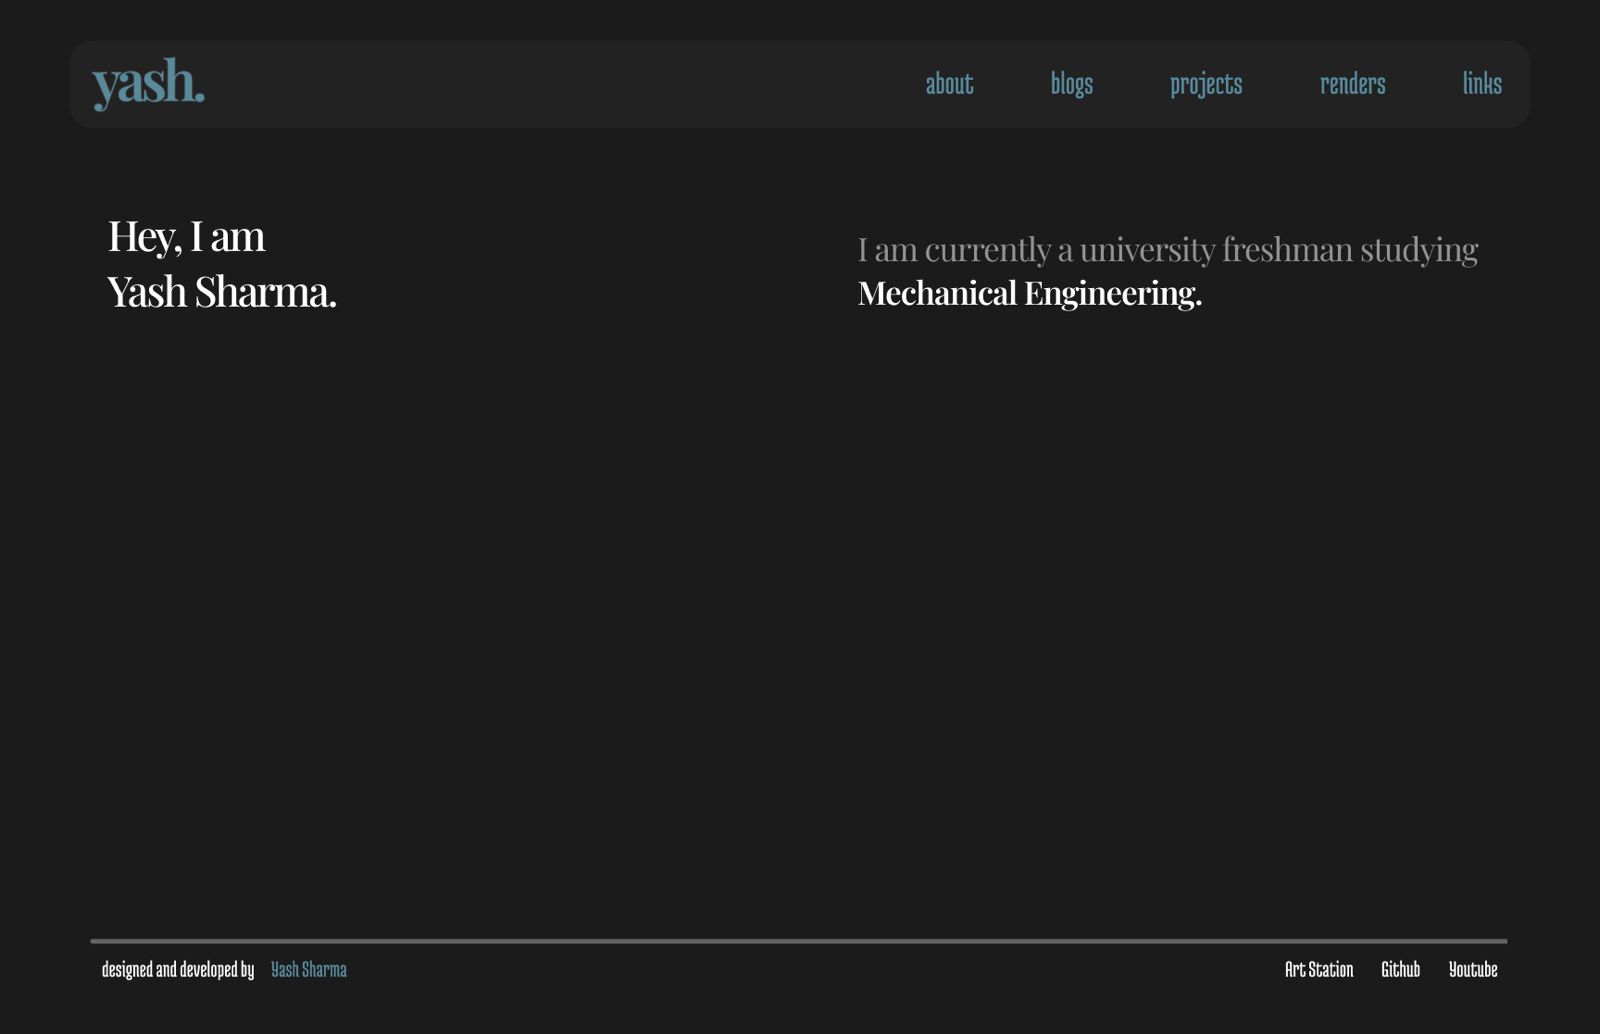 yash.
about blogs projects renders links
Hey, I am
Yash Sharma.
I am currently a university freshman studying
Mechanical Engineering.
designed and developed by Yash Sharma
Art Station Github Youtube